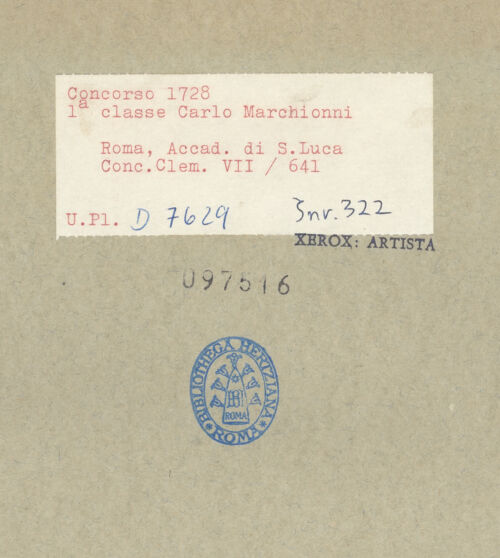 Concorso 1728
1a classe Carlo Marchionni
Roma, Accad. di S.Luca
Conc.Clem. VII / 641
U.Pl. D 7629 Inv.322
XEROX: ARTISTA
097516
BIBLIOTHECA HERTZIANA
ROMA
ROMA